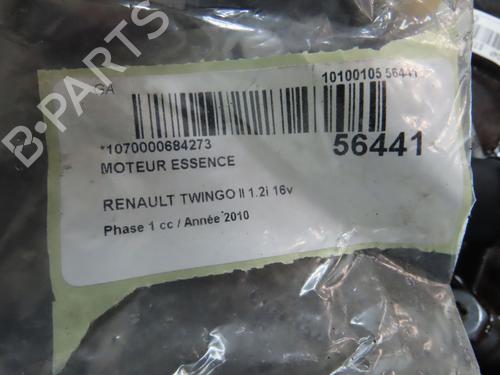 GA
10100105 56441
*1070000684273
56441
MOTEUR ESSENCE
RENAULT TWINGO II 1.2i 16v
Phase 1 cc / Année 2010
B-PARTS